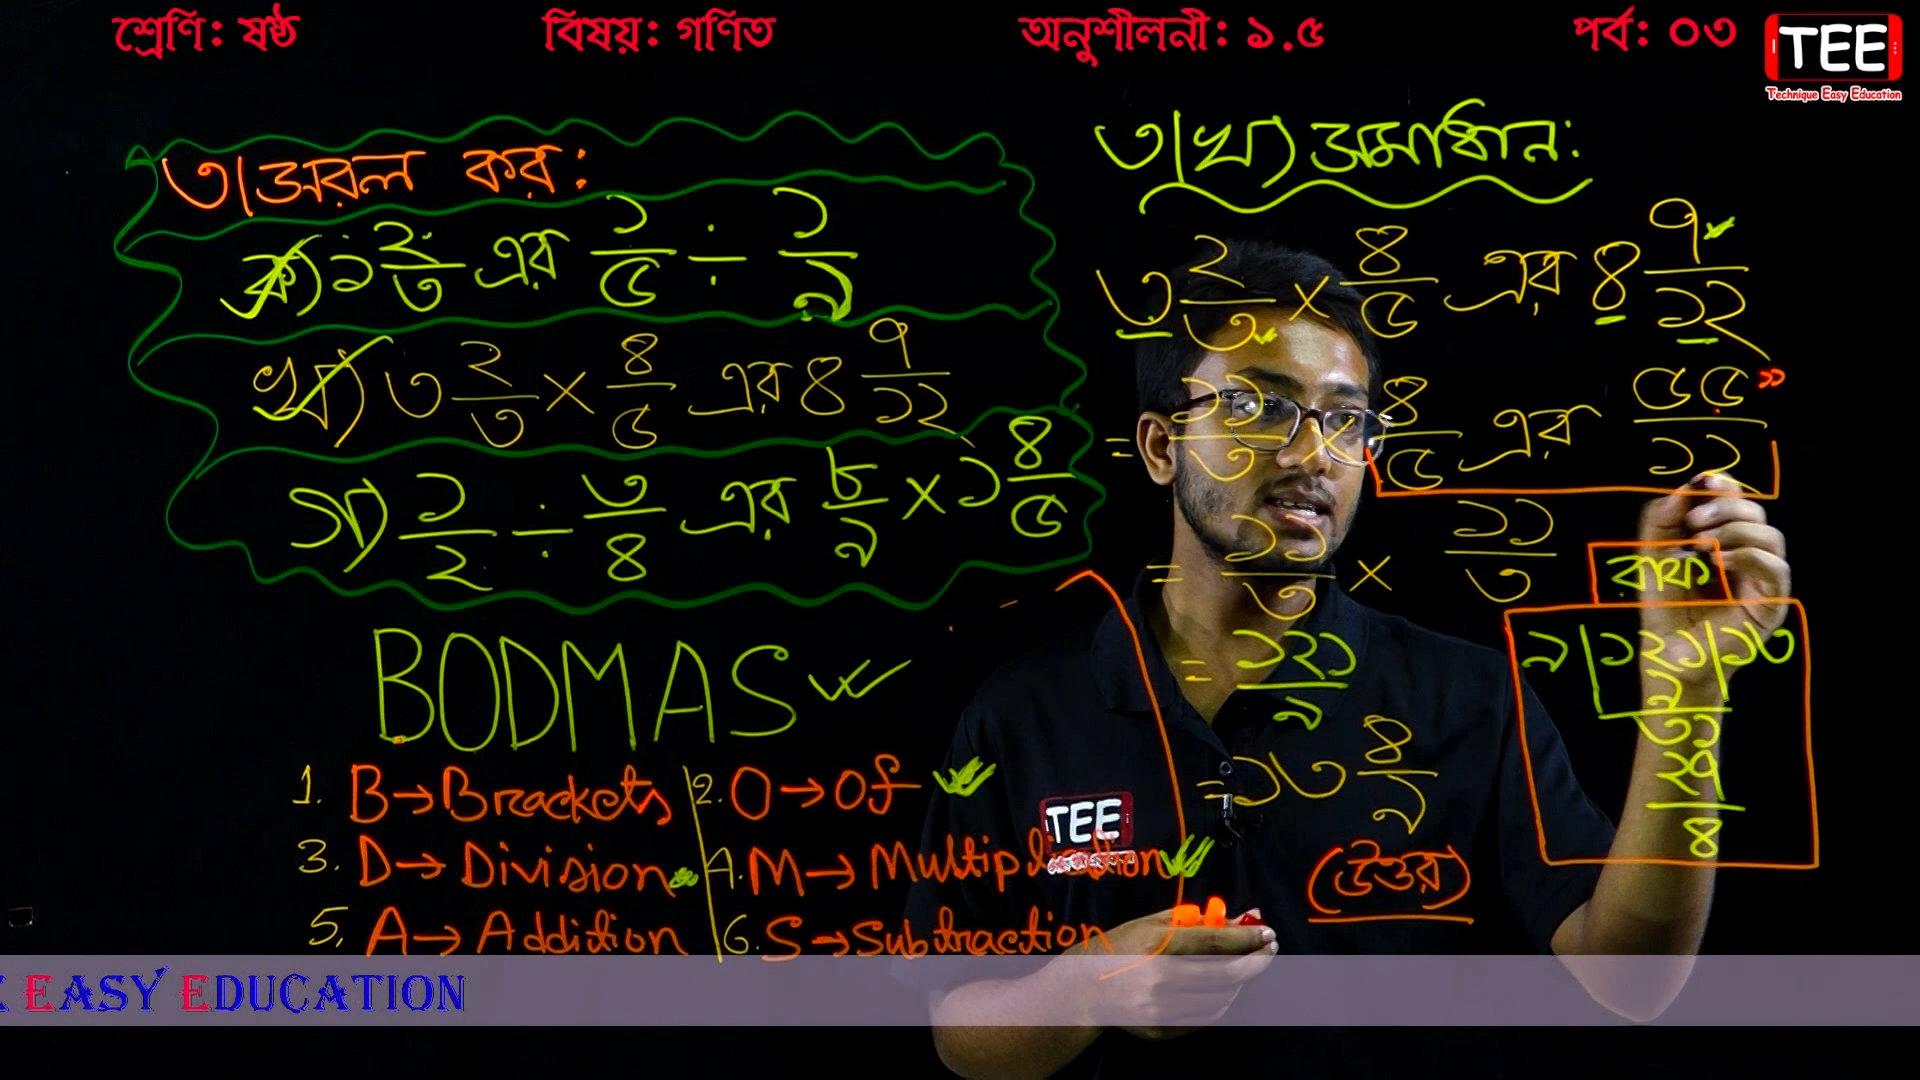 শ্রেণি: ষষ্ঠ বিষয়: গণিত অনুশীলনী: ১.৫ পর্ব: ০৩
TEE
Technique Easy Education
৩। সরল কর:
ক) ১ ২/৩ এর ১/৫ ÷ ১/৯
খ) ৩ ২/৩ × ৪/৫ এর ৪ ৭/১২
গ) ১/২ ÷ ৩/৪ এর ৮/৯ × ১ ৪/৫
BODMAS
1. B→Brackets 2. O→Of
3. D→Division 4. M→Multiplication
5. A→Addition 6. S→Subtraction
৩। খ) সমাধান:
৩ ২/৩ × ৪/৫ এর ৪ ৭/১২
= ১১/৩ × ৪/৫ এর ৫৫/১২
= ১১/৩ × ১১/৩
= ১২১/৯
= ১৩ ৪/৯
(উত্তর)
রাফ
৯|১২১|১৩
৯
৩১
২৭
৪
TEE
EASY EDUCATION